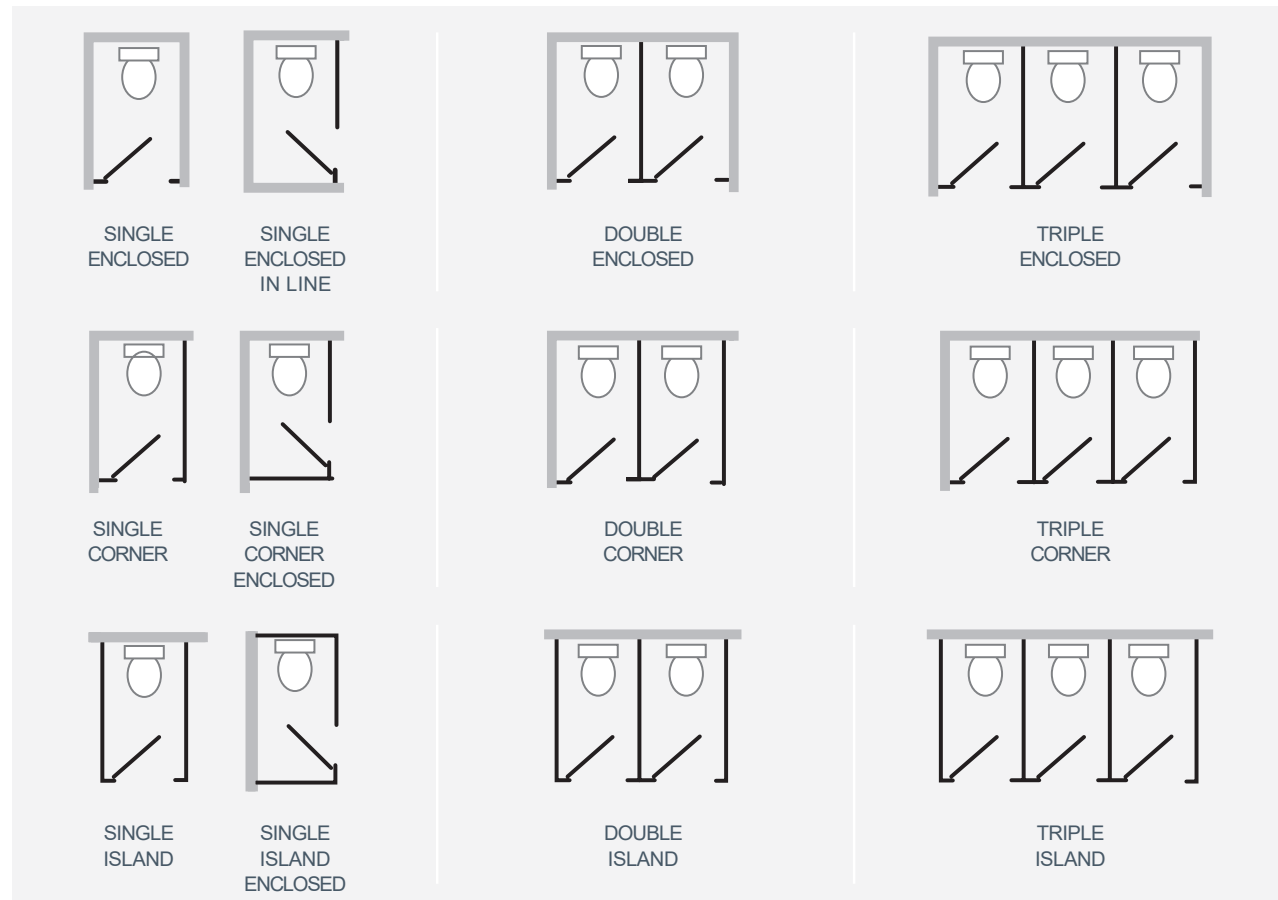 SINGLE
ENCLOSED
SINGLE
ENCLOSED
IN LINE
DOUBLE
ENCLOSED
TRIPLE
ENCLOSED
SINGLE
CORNER
SINGLE
CORNER
ENCLOSED
DOUBLE
CORNER
TRIPLE
CORNER
SINGLE
ISLAND
SINGLE
ISLAND
ENCLOSED
DOUBLE
ISLAND
TRIPLE
ISLAND